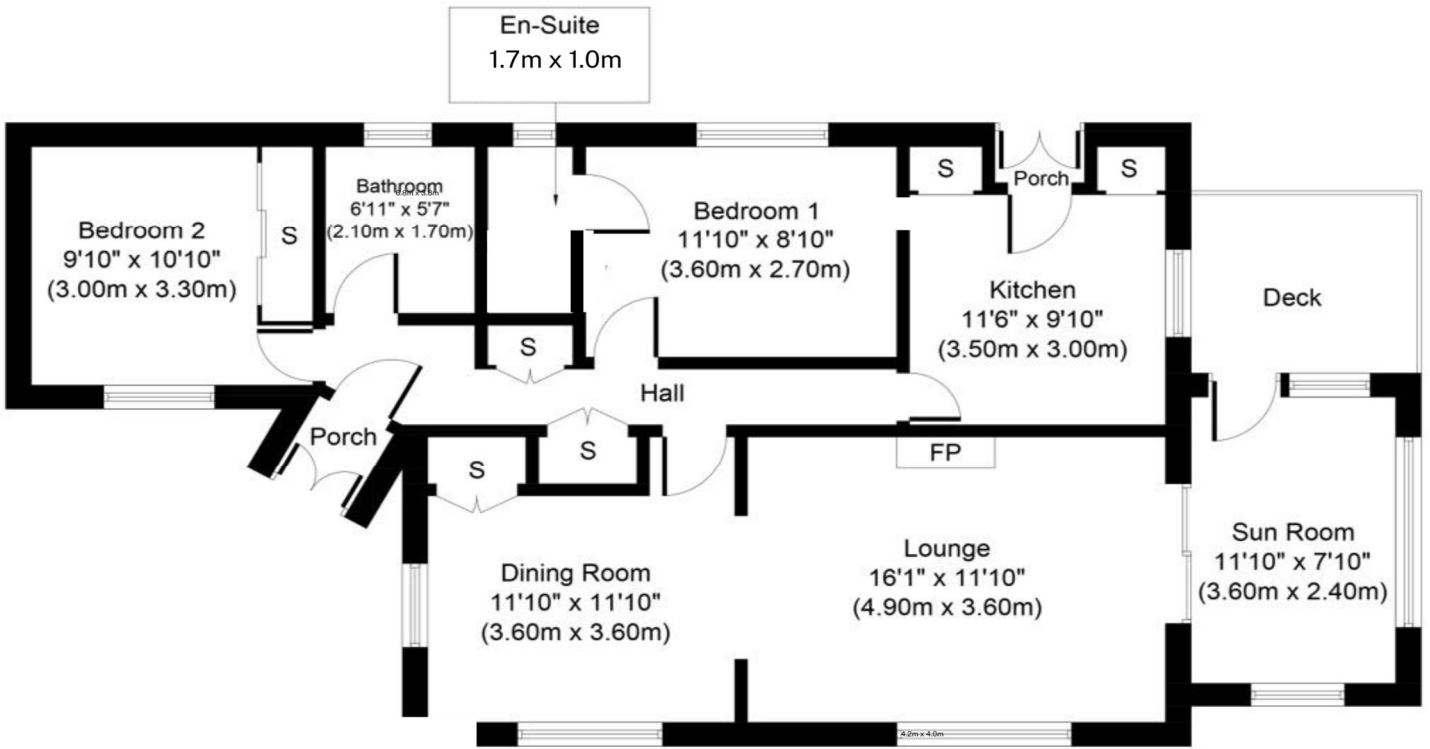 En-Suite
1.7m x 1.0m
Bedroom 2
9'10" x 10'10"
(3.00m x 3.30m)
S
Bathroom
6'11" x 5'7"
(2.10m x 1.70m)
Bedroom 1
11'10" x 8'10"
(3.60m x 2.70m)
S
Porch
S
Kitchen
11'6" x 9'10"
(3.50m x 3.00m)
Deck
S
Hall
Porch
S
S
FP
Dining Room
11'10" x 11'10"
(3.60m x 3.60m)
Lounge
16'1" x 11'10"
(4.90m x 3.60m)
Sun Room
11'10" x 7'10"
(3.60m x 2.40m)
4.2m x 4.0m